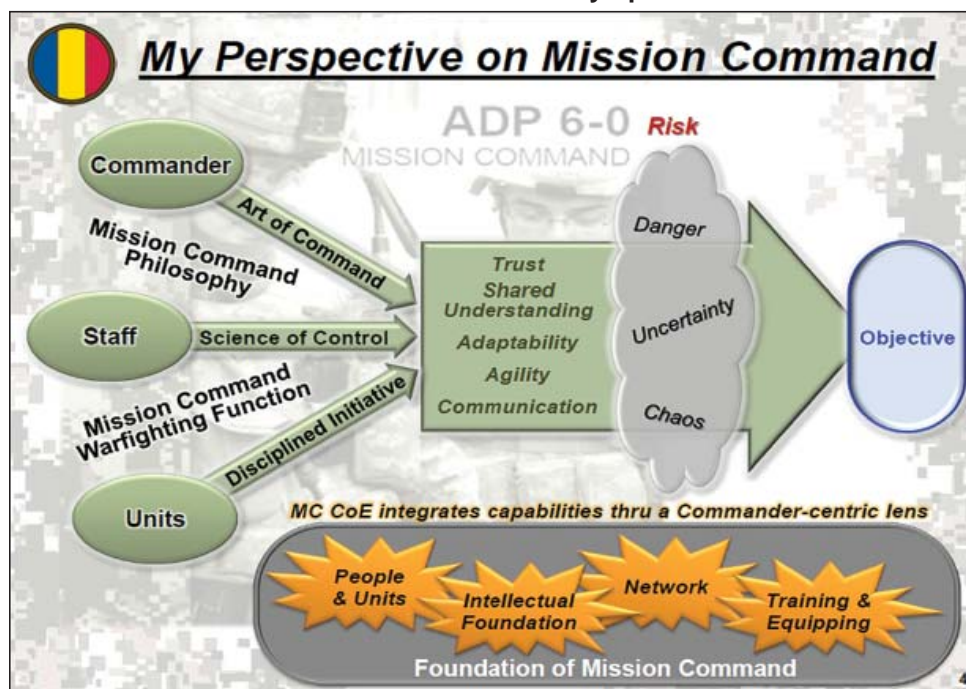 My Perspective on Mission Command
ADP 6-0
MISSION COMMAND
Risk
Commander
Art of Command
Mission Command
Philosophy
Staff
Science of Control
Mission Command
Warfighting Function
Disciplined Initiative
Units
Trust
Shared
Understanding
Adaptability
Agility
Communication
Danger
Uncertainty
Chaos
Objective
MC CoE integrates capabilities thru a Commander-centric lens
People
& Units
Intellectual
Foundation
Network
Training &
Equipping
Foundation of Mission Command
4